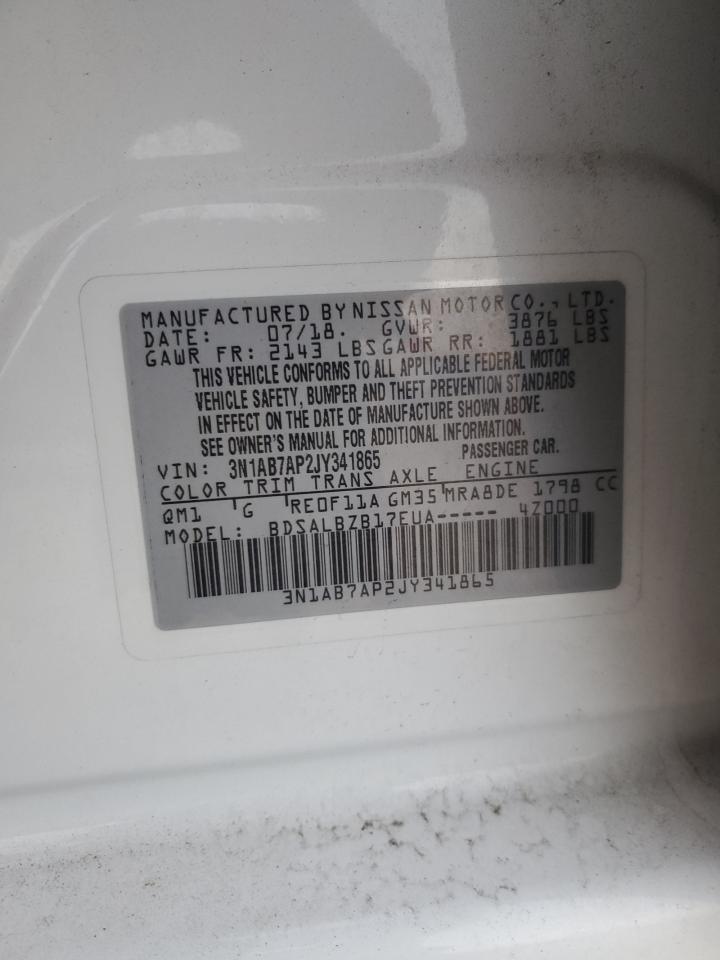 MANUFACTURED BY NISSAN MOTOR CO., LTD.
DATE: 07/18. GVWR: 3876 LBS
GAWR FR: 2143 LBS GAWR RR: 1881 LBS
THIS VEHICLE CONFORMS TO ALL APPLICABLE FEDERAL MOTOR
VEHICLE SAFETY, BUMPER AND THEFT PREVENTION STANDARDS
IN EFFECT ON THE DATE OF MANUFACTURE SHOWN ABOVE.
SEE OWNER'S MANUAL FOR ADDITIONAL INFORMATION.
VIN: 3N1AB7AP2JY341865 PASSENGER CAR.
COLOR TRIM TRANS AXLE ENGINE
QM1 G RE0F11A GM35 MRA8DE 1798 CC
MODEL: BDSALBZB17EUA----- 4Z000
3N1AB7AP2JY341865